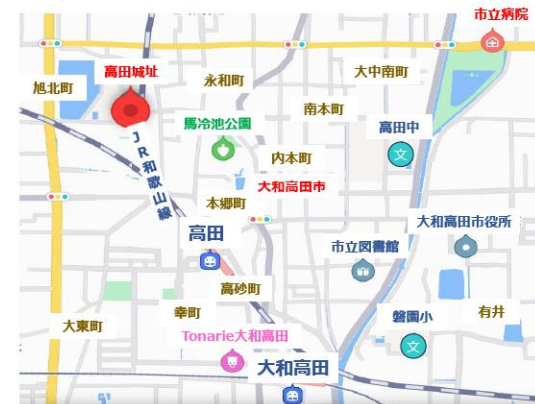 市立病院
高田城址
永和町
大中南町
旭北町
南本町
馬冷池公園
高田中
JR和歌山線
内本町
大和高田市
本郷町
大和高田市役所
高田
市立図書館
高砂町
幸町
磐園小
有井
大東町
Tonarie大和高田
大和高田
文
文